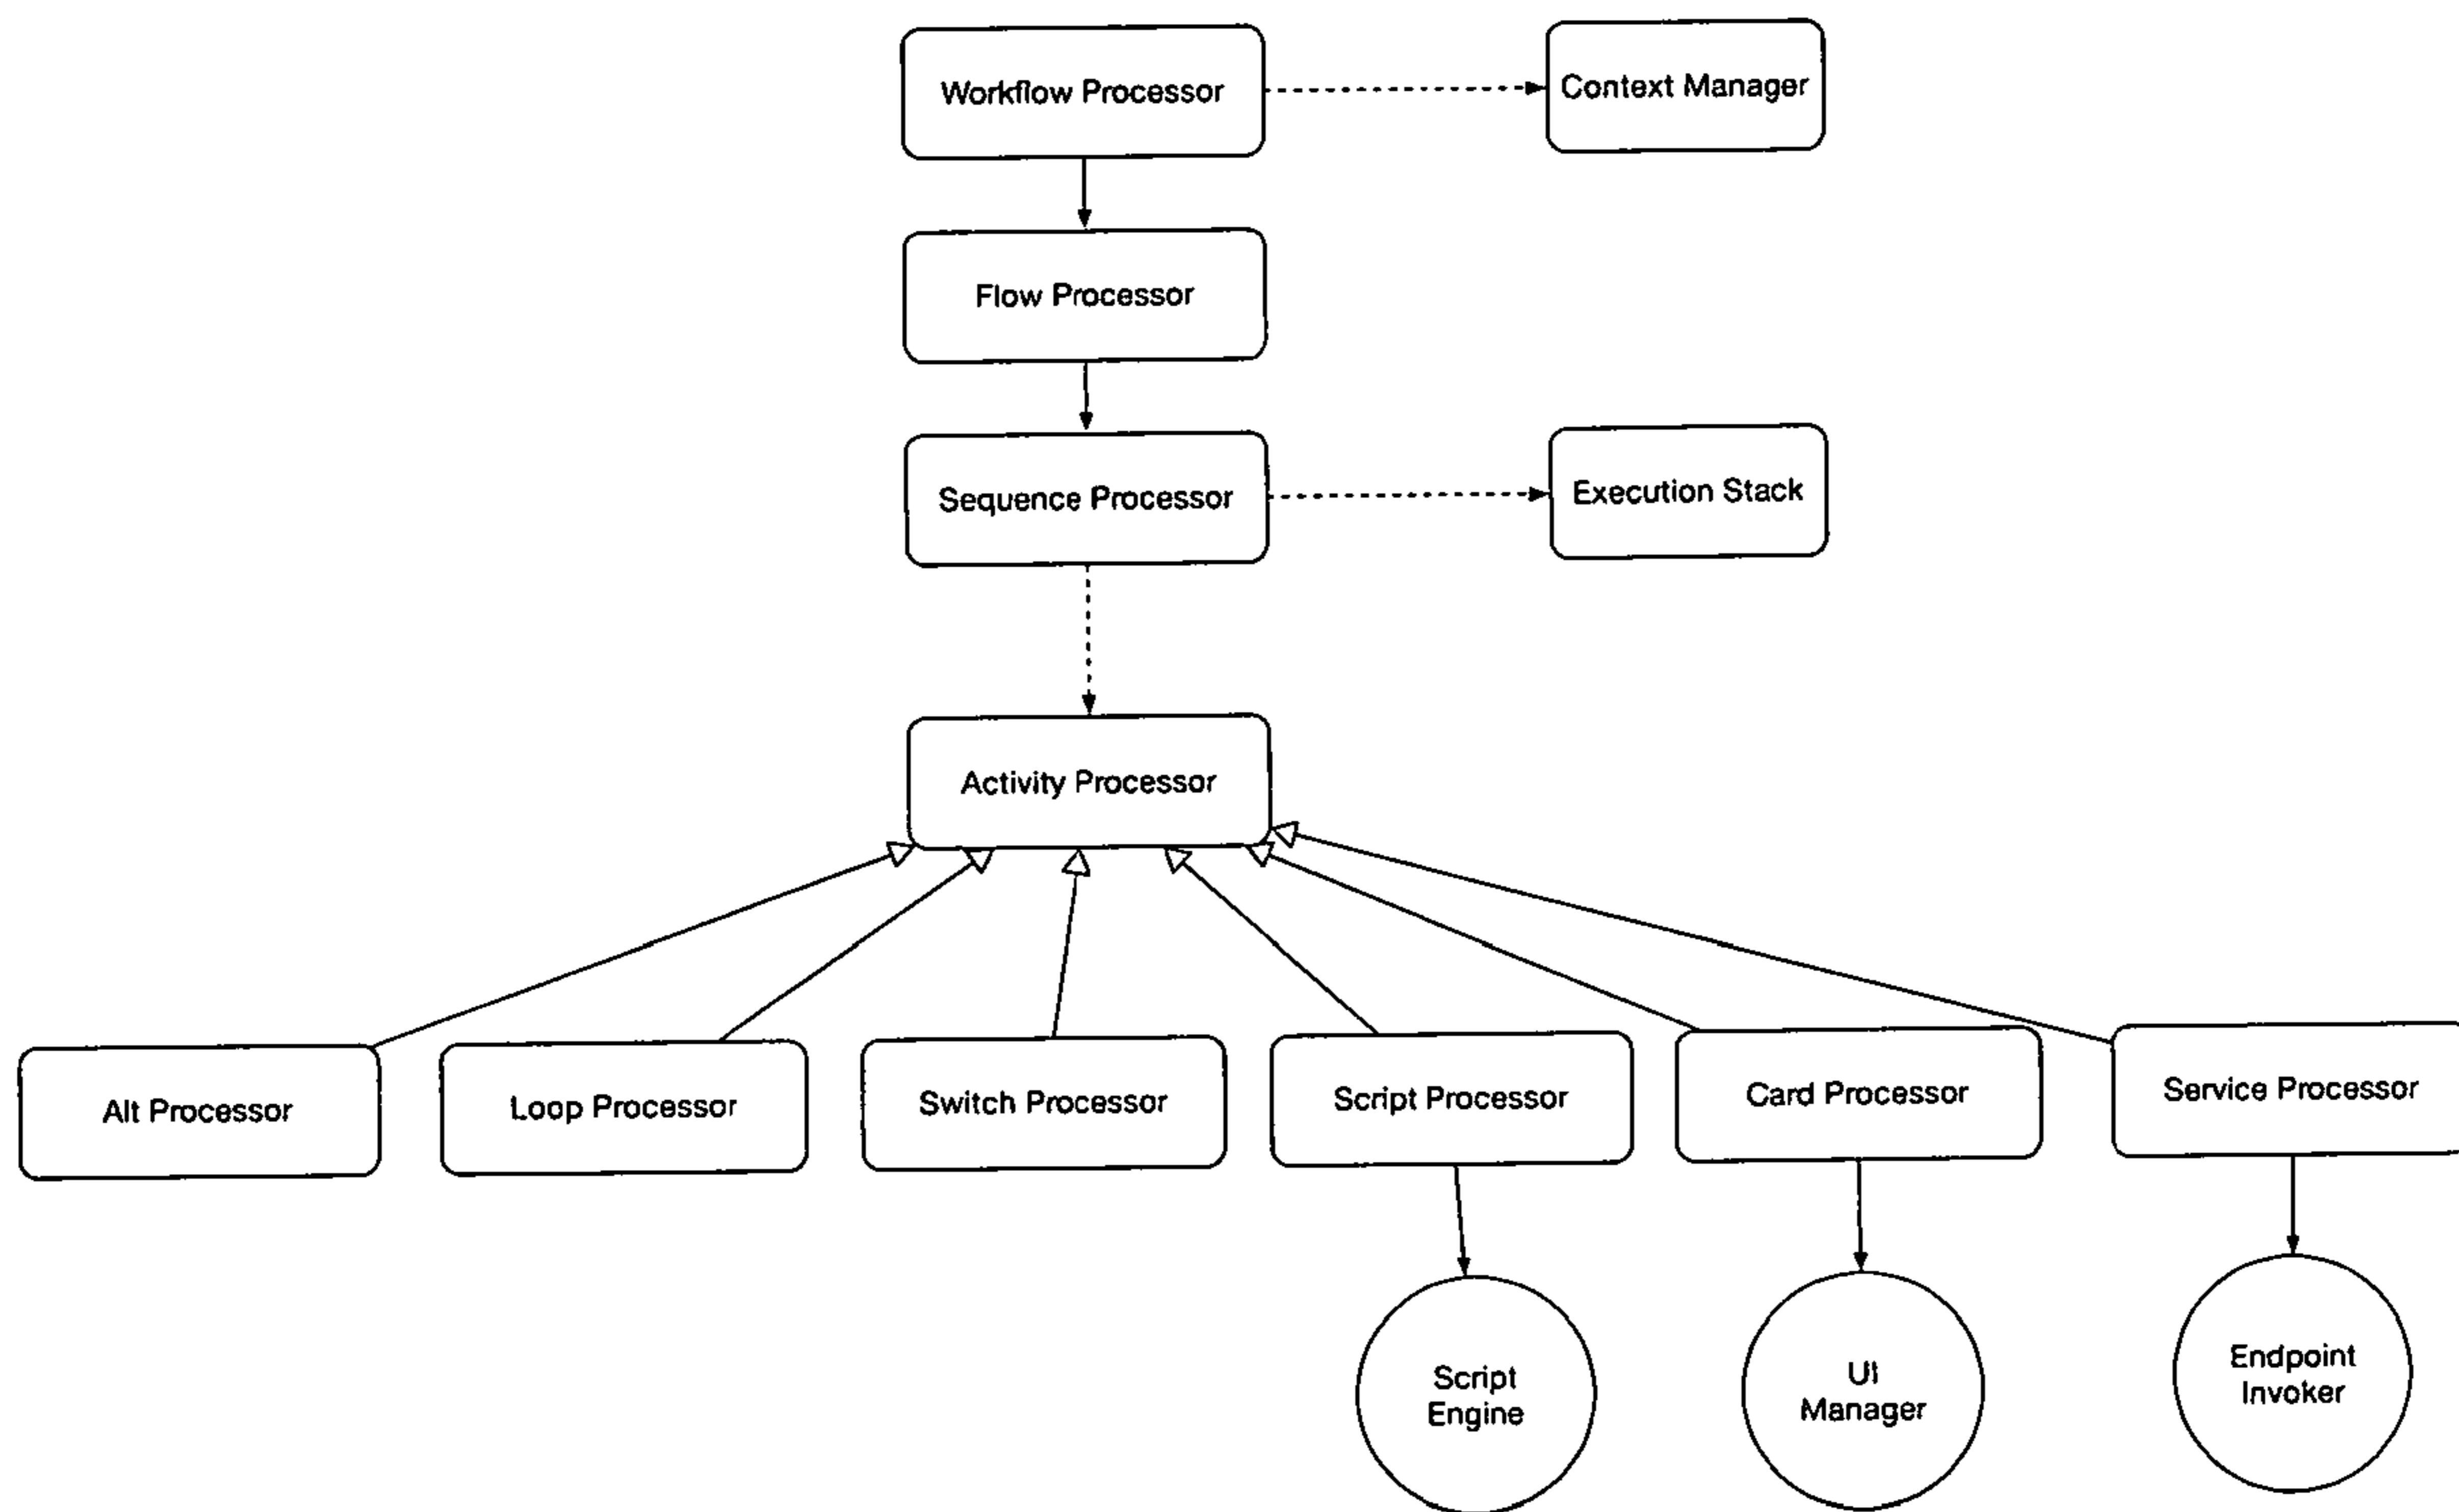 Workflow Processor
Context Manager
Flow Processor
Sequence Processor
Execution Stack
Activity Processor
Alt Processor
Loop Processor
Switch Processor
Script Processor
Card Processor
Service Processor
Script
Engine
UI
Manager
Endpoint
Invoker